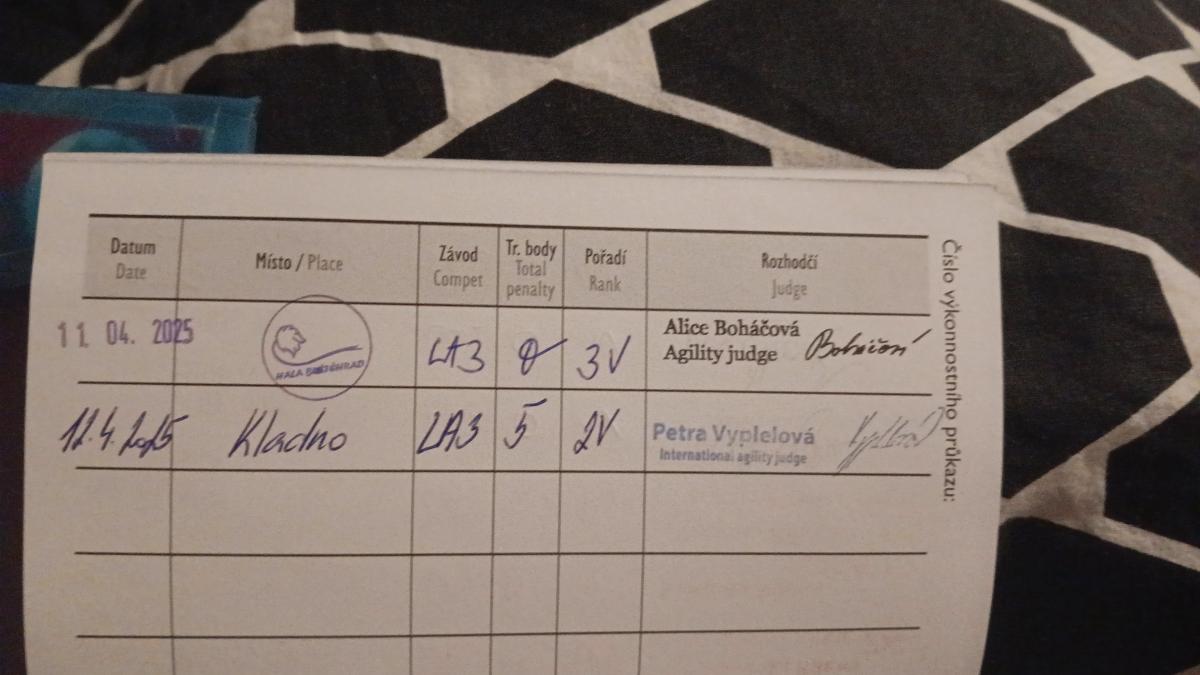 Datum Místo / Place Závod Tr. body Pořadí Rozhodčí
Date Compet Total penalty Rank Judge
11. 04. 2025 HALA LA3 0 3V Alice Boháčová
Agility judge Boháčová
12.4.2025 Kladno LA3 5 2V Petra Vyplelová
International agility judge
Číslo výkonnostního průkazu: